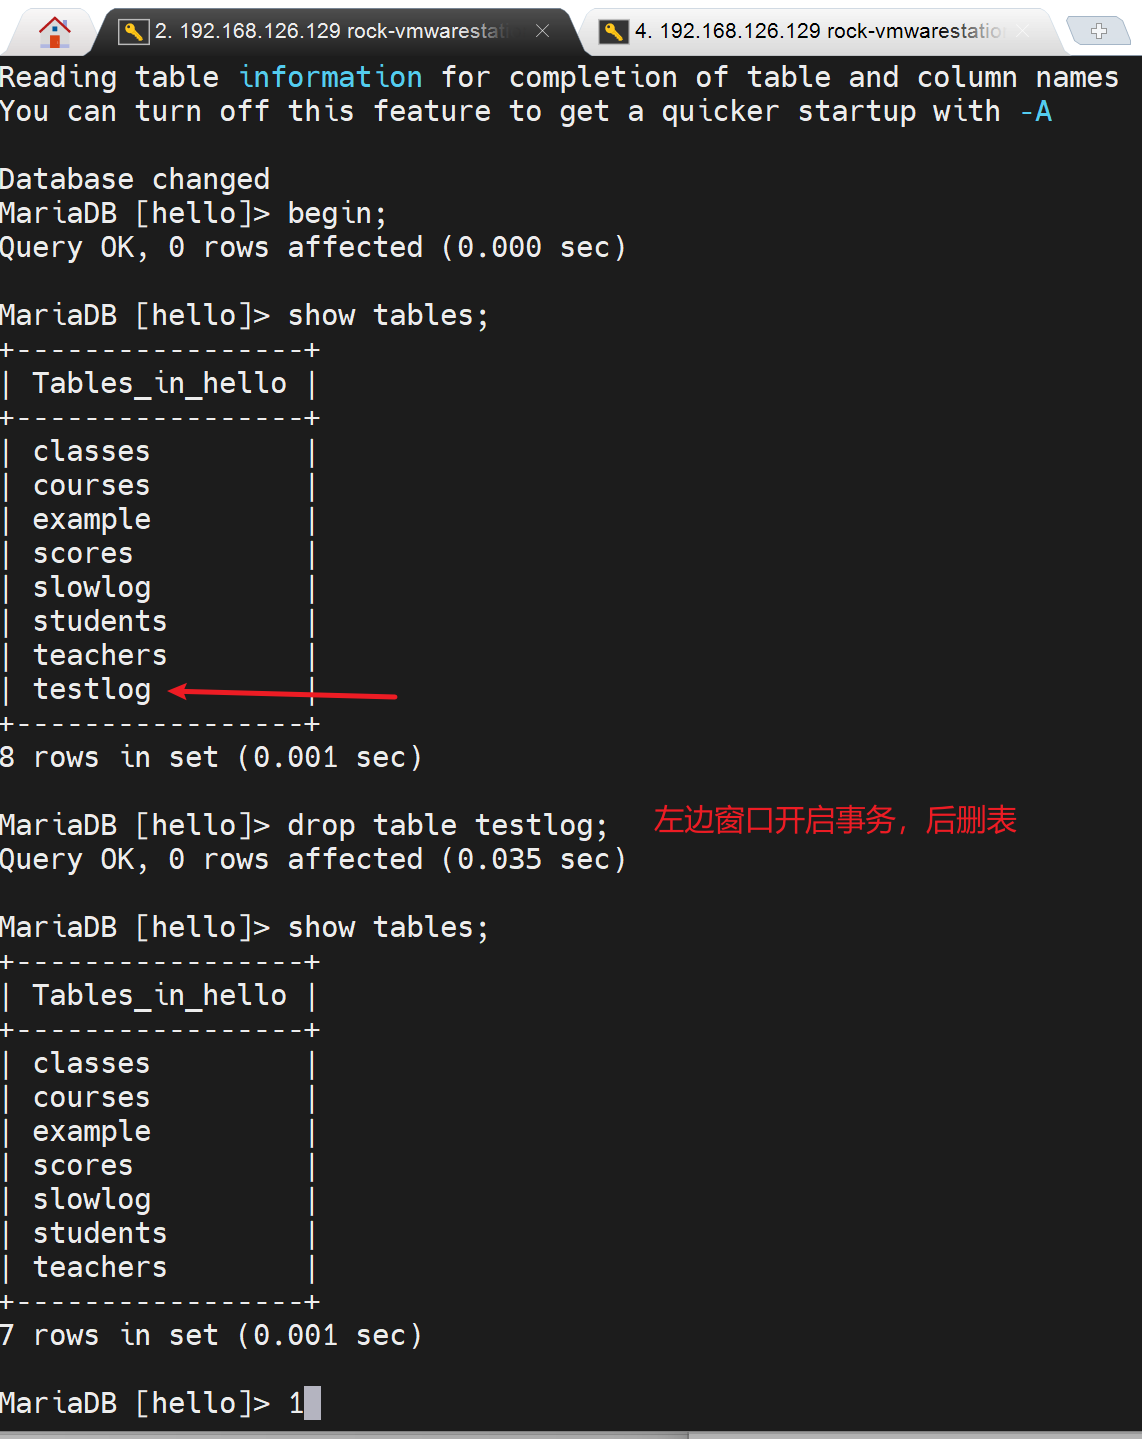 2. 192.168.126.129 rock-vmwarestati
4. 192.168.126.129 rock-vmwarestatio
Reading table information for completion of table and column names
You can turn off this feature to get a quicker startup with -A
Database changed
MariaDB [hello]> begin;
Query OK, 0 rows affected (0.000 sec)
MariaDB [hello]> show tables;
+-----------------+
| Tables_in_hello |
+-----------------+
| classes         |
| courses         |
| example         |
| scores          |
| slowlog         |
| students        |
| teachers        |
| testlog         |
+-----------------+
8 rows in set (0.001 sec)
MariaDB [hello]> drop table testlog; 左边窗口开启事务，后删表
Query OK, 0 rows affected (0.035 sec)
MariaDB [hello]> show tables;
+-----------------+
| Tables_in_hello |
+-----------------+
| classes         |
| courses         |
| example         |
| scores          |
| slowlog         |
| students        |
| teachers        |
+-----------------+
7 rows in set (0.001 sec)
MariaDB [hello]> 1